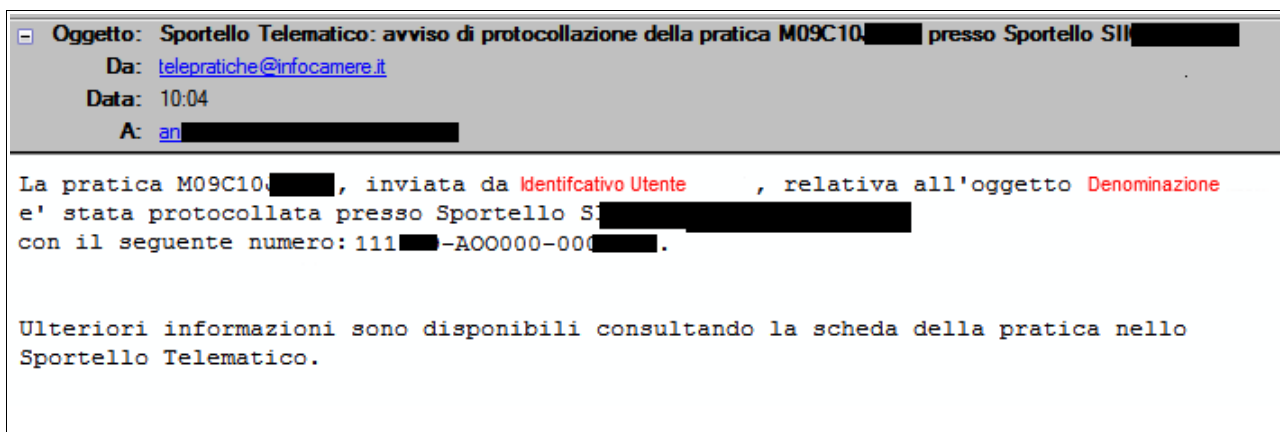 Oggetto: Sportello Telematico: avviso di protocollazione della pratica M09C10 presso Sportello SII
Da: telepratiche@infocamere.it
Data: 10:04
A: an
La pratica M09C10 , inviata da Identifcativo Utente , relativa all'oggetto Denominazione
e' stata protocollata presso Sportello S
con il seguente numero: 111 -AOO000-000 .
Ulteriori informazioni sono disponibili consultando la scheda della pratica nello
Sportello Telematico.